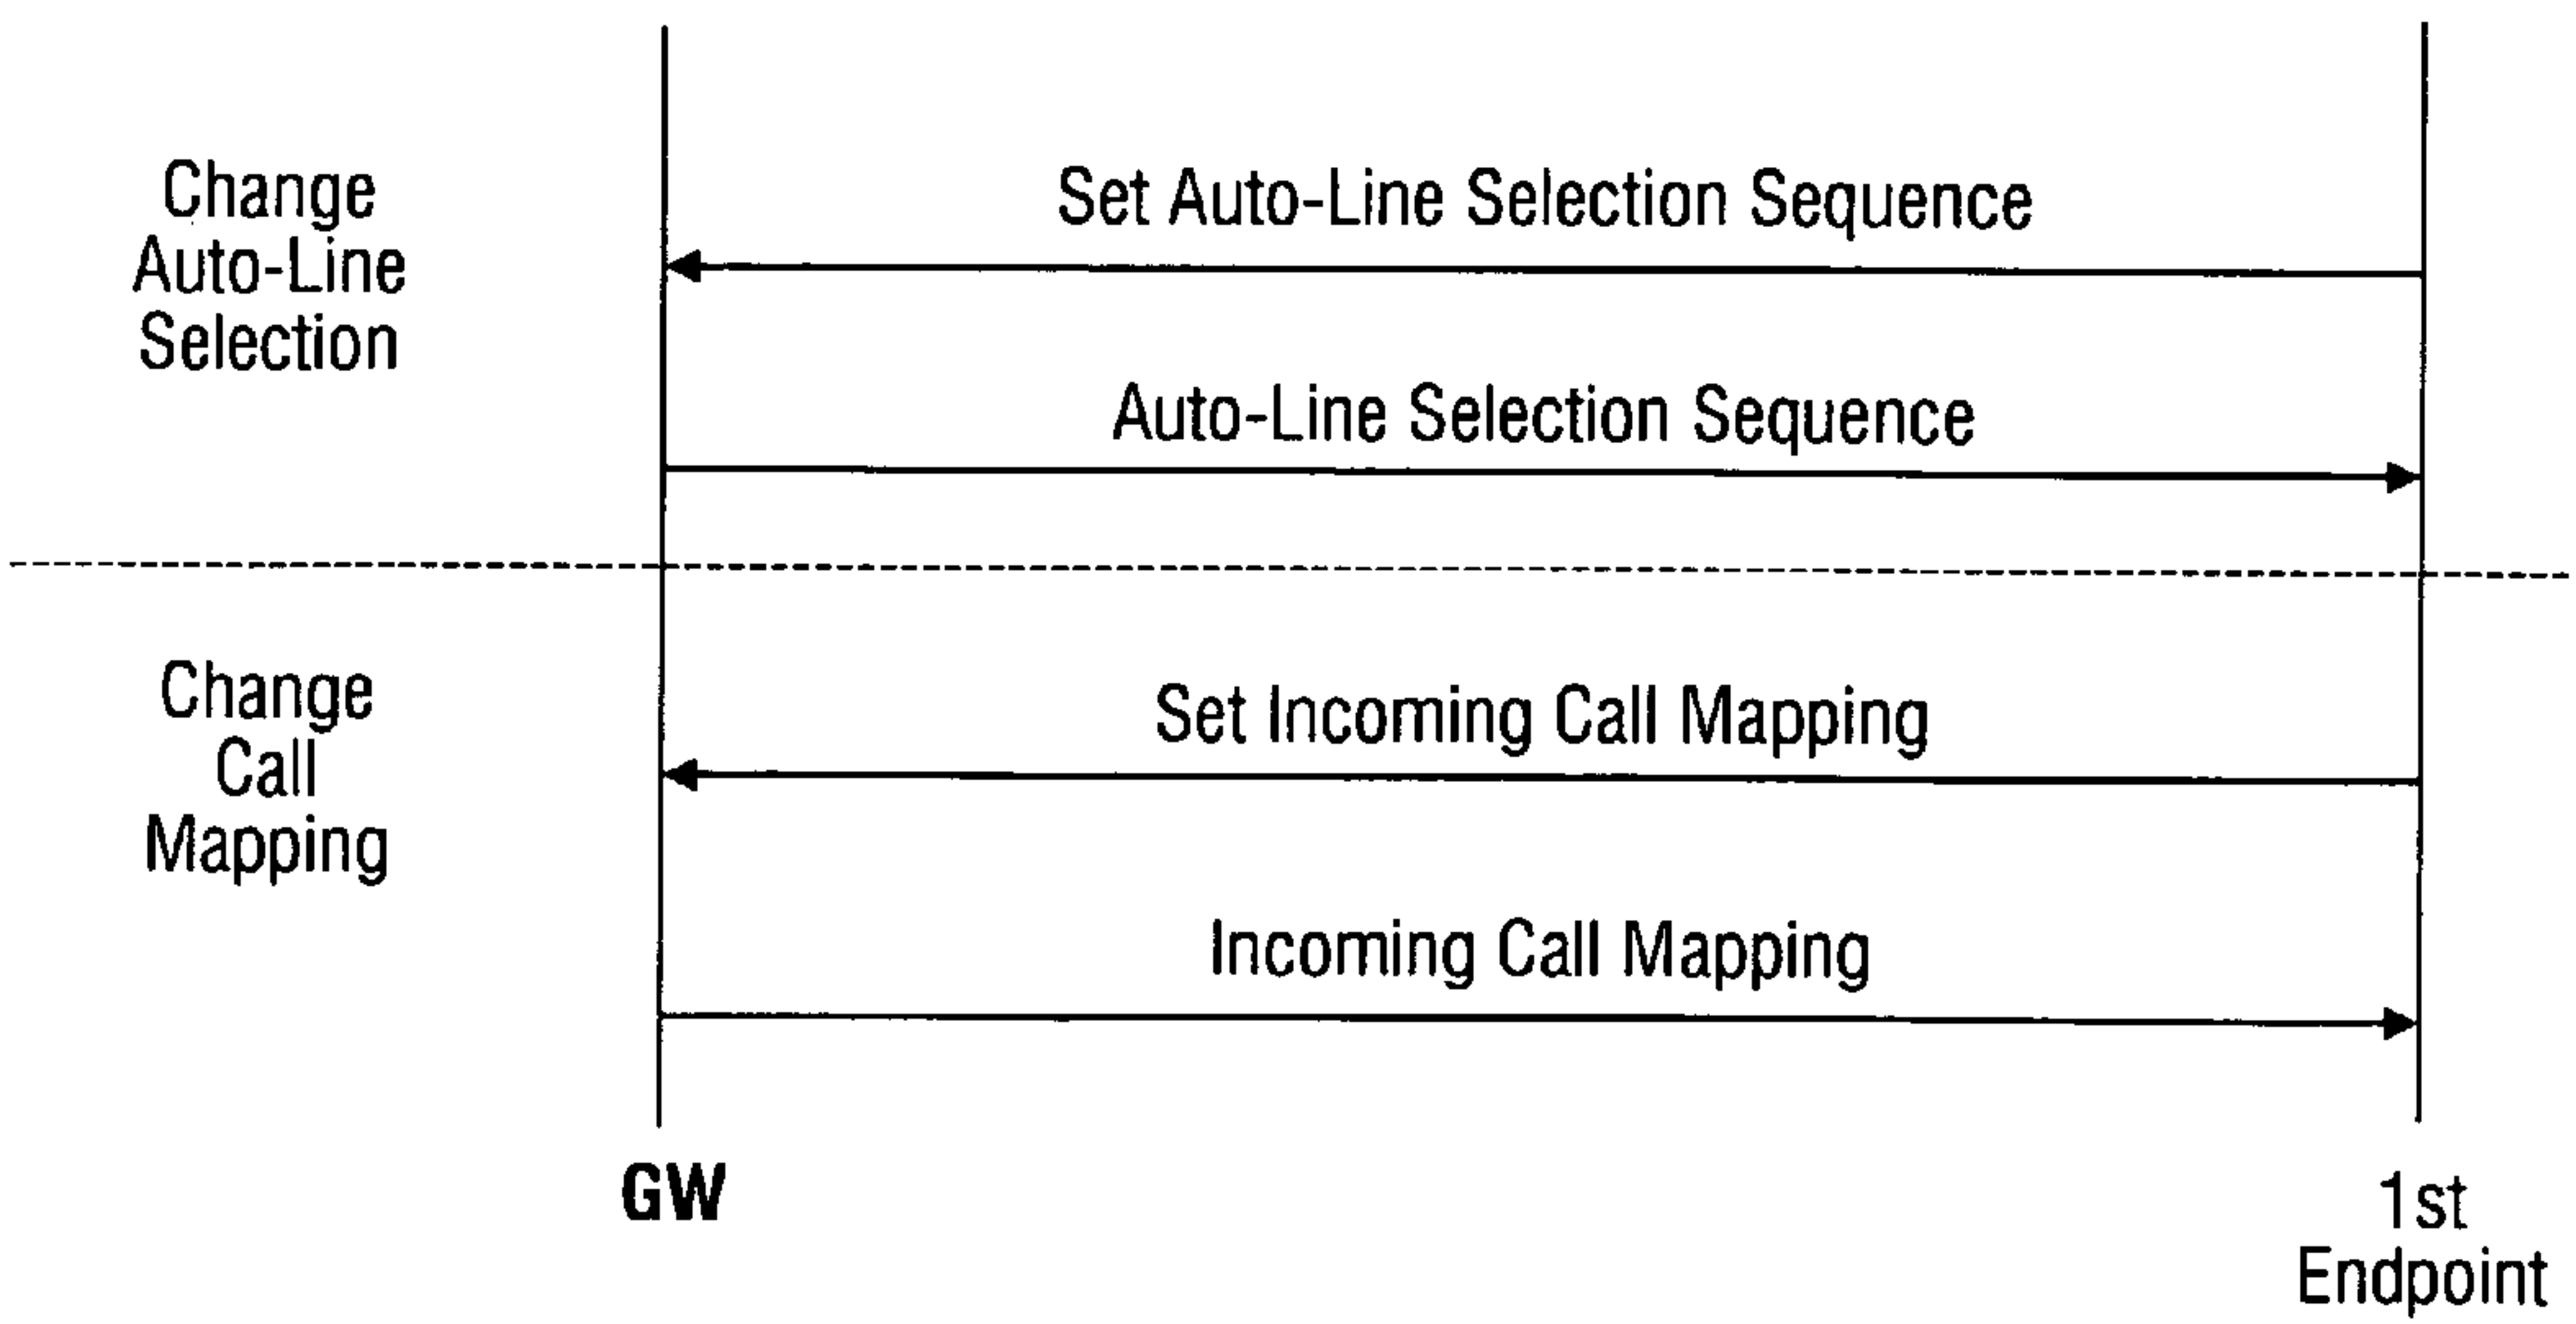 Change
Auto-Line
Selection
Set Auto-Line Selection Sequence
Auto-Line Selection Sequence
Change
Call
Mapping
Set Incoming Call Mapping
Incoming Call Mapping
GW
1st
Endpoint